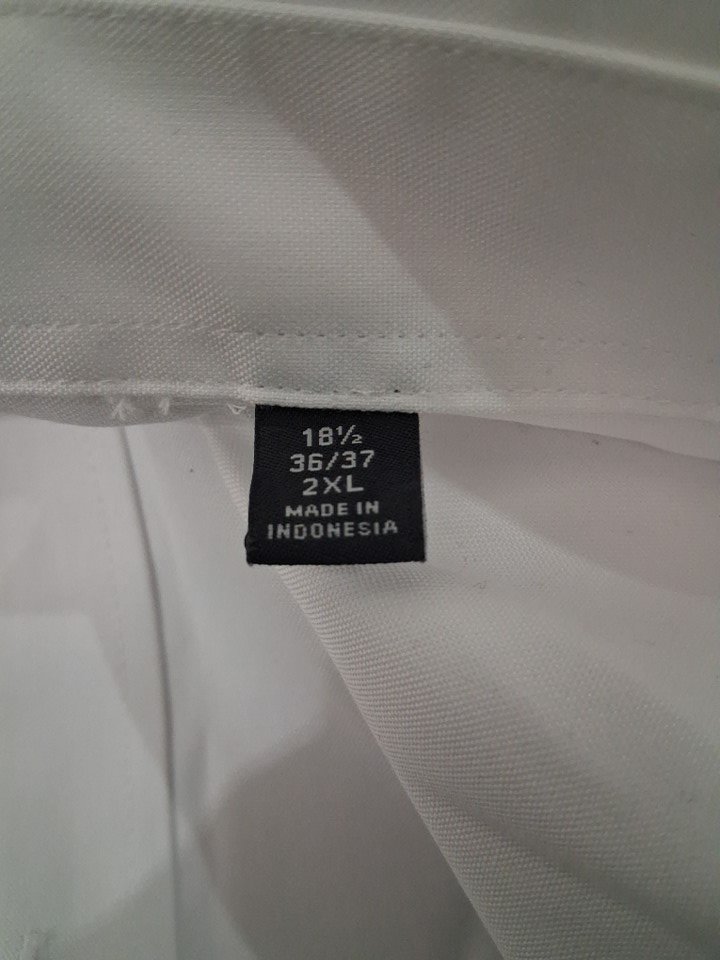 18½
36/37
2XL
MADE IN
INDONESIA